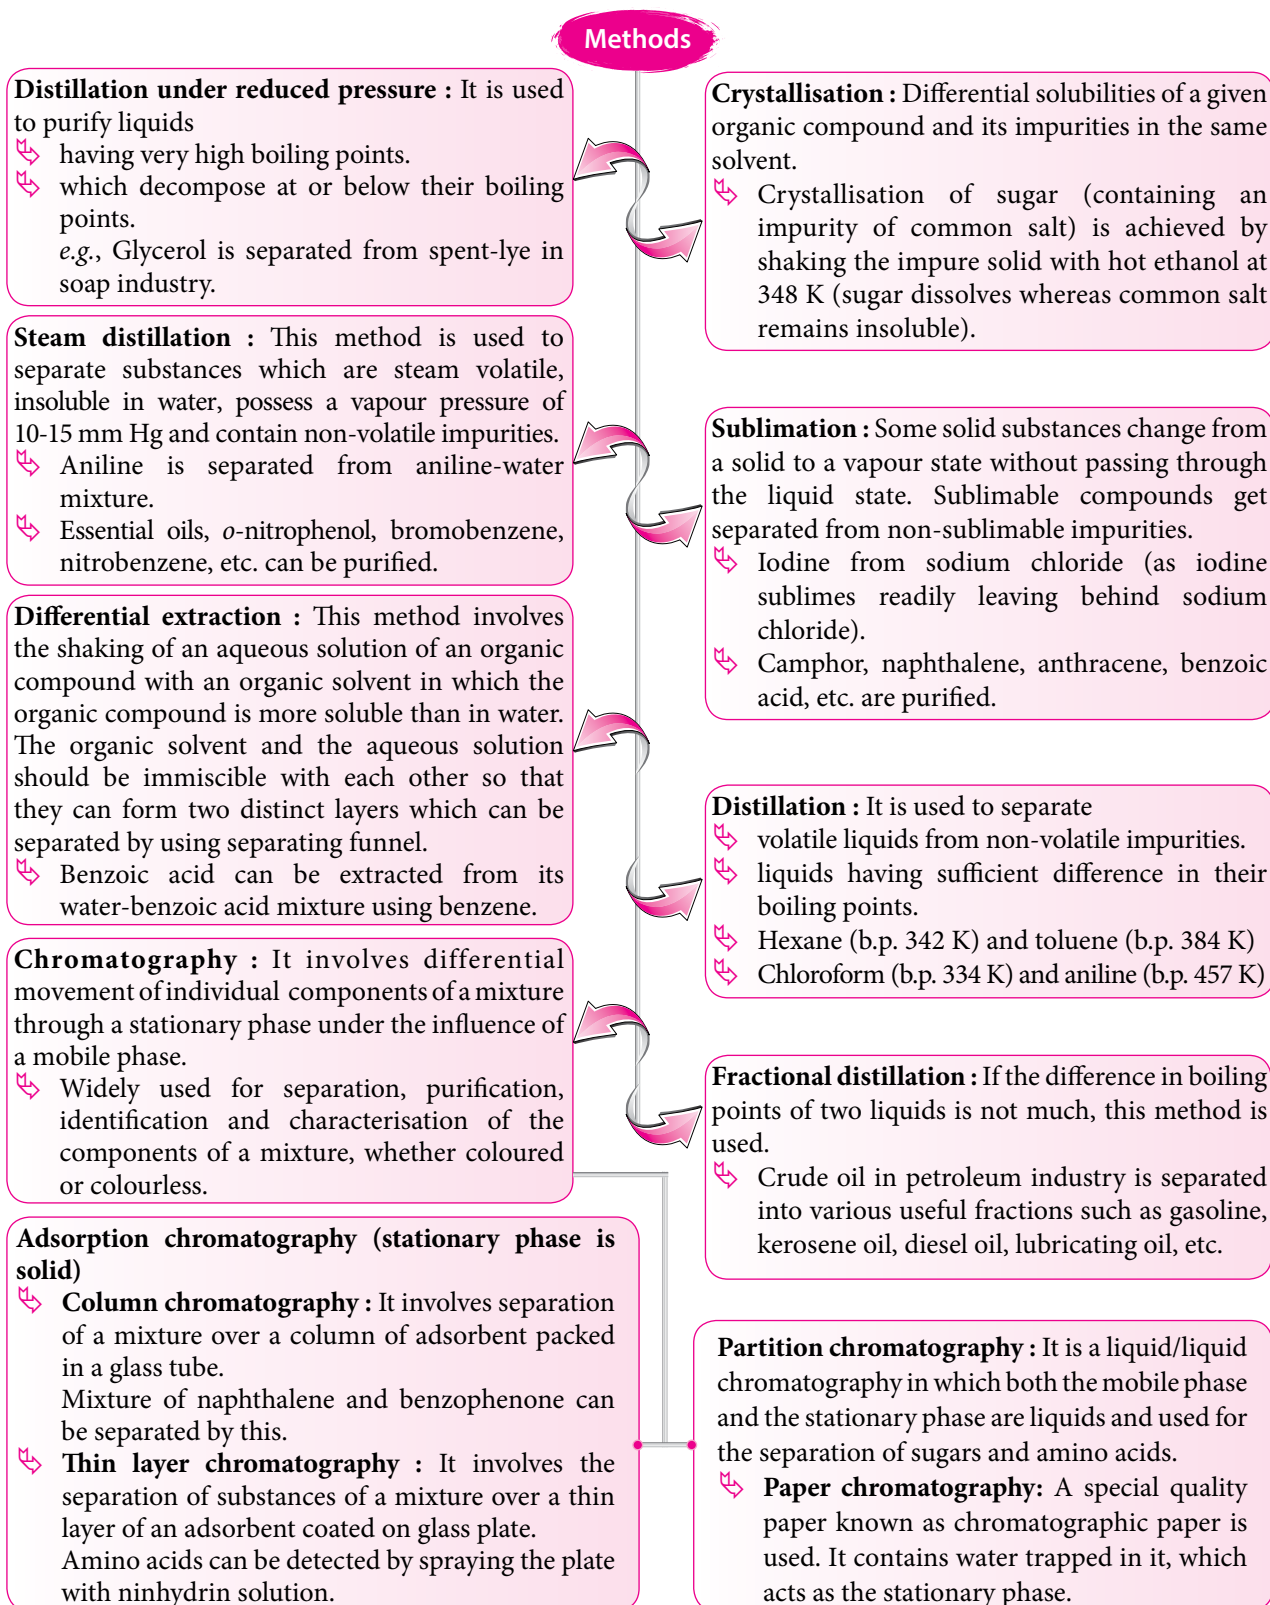 Methods
Distillation under reduced pressure : It is used
to purify liquids
having very high boiling points.
which decompose at or below their boiling
points.
e.g., Glycerol is separated from spent-lye in
soap industry.
Crystallisation : Differential solubilities of a given
organic compound and its impurities in the same
solvent.
Crystallisation of sugar (containing an
impurity of common salt) is achieved by
shaking the impure solid with hot ethanol at
348 K (sugar dissolves whereas common salt
remains insoluble).
Steam distillation : This method is used to
separate substances which are steam volatile,
insoluble in water, possess a vapour pressure of
10-15 mm Hg and contain non-volatile impurities.
Aniline is separated from aniline-water
mixture.
Essential oils, o-nitrophenol, bromobenzene,
nitrobenzene, etc. can be purified.
Sublimation : Some solid substances change from
a solid to a vapour state without passing through
the liquid state. Sublimable compounds get
separated from non-sublimable impurities.
Iodine from sodium chloride (as iodine
sublimes readily leaving behind sodium
chloride).
Camphor, naphthalene, anthracene, benzoic
acid, etc. are purified.
Differential extraction : This method involves
the shaking of an aqueous solution of an organic
compound with an organic solvent in which the
organic compound is more soluble than in water.
The organic solvent and the aqueous solution
should be immiscible with each other so that
they can form two distinct layers which can be
separated by using separating funnel.
Benzoic acid can be extracted from its
water-benzoic acid mixture using benzene.
Distillation : It is used to separate
volatile liquids from non-volatile impurities.
liquids having sufficient difference in their
boiling points.
Hexane (b.p. 342 K) and toluene (b.p. 384 K)
Chloroform (b.p. 334 K) and aniline (b.p. 457 K)
Chromatography : It involves differential
movement of individual components of a mixture
through a stationary phase under the influence of
a mobile phase.
Widely used for separation, purification,
identification and characterisation of the
components of a mixture, whether coloured
or colourless.
Fractional distillation : If the difference in boiling
points of two liquids is not much, this method is
used.
Crude oil in petroleum industry is separated
into various useful fractions such as gasoline,
kerosene oil, diesel oil, lubricating oil, etc.
Adsorption chromatography (stationary phase is
solid)
Column chromatography : It involves separation
of a mixture over a column of adsorbent packed
in a glass tube.
Mixture of naphthalene and benzophenone can
be separated by this.
Thin layer chromatography : It involves the
separation of substances of a mixture over a thin
layer of an adsorbent coated on glass plate.
Amino acids can be detected by spraying the plate
with ninhydrin solution.
Partition chromatography : It is a liquid/liquid
chromatography in which both the mobile phase
and the stationary phase are liquids and used for
the separation of sugars and amino acids.
Paper chromatography: A special quality
paper known as chromatographic paper is
used. It contains water trapped in it, which
acts as the stationary phase.